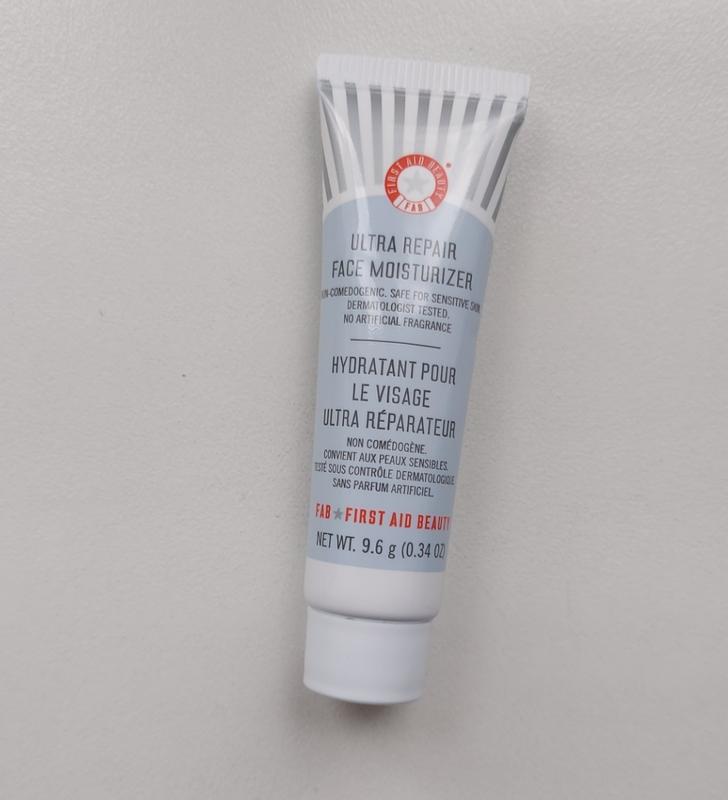 FIRST AID BEAUTY
FAB
ULTRA REPAIR
FACE MOISTURIZER
NON-COMEDOGENIC. SAFE FOR SENSITIVE SKIN.
DERMATOLOGIST TESTED.
NO ARTIFICIAL FRAGRANCE
HYDRATANT POUR
LE VISAGE
ULTRA RÉPARATEUR
NON COMÉDOGÈNE.
CONVIENT AUX PEAUX SENSIBLES.
TESTÉ SOUS CONTRÔLE DERMATOLOGIQUE.
SANS PARFUM ARTIFICIEL.
FAB★FIRST AID BEAUTY
NET WT. 9.6 g (0.34 OZ)